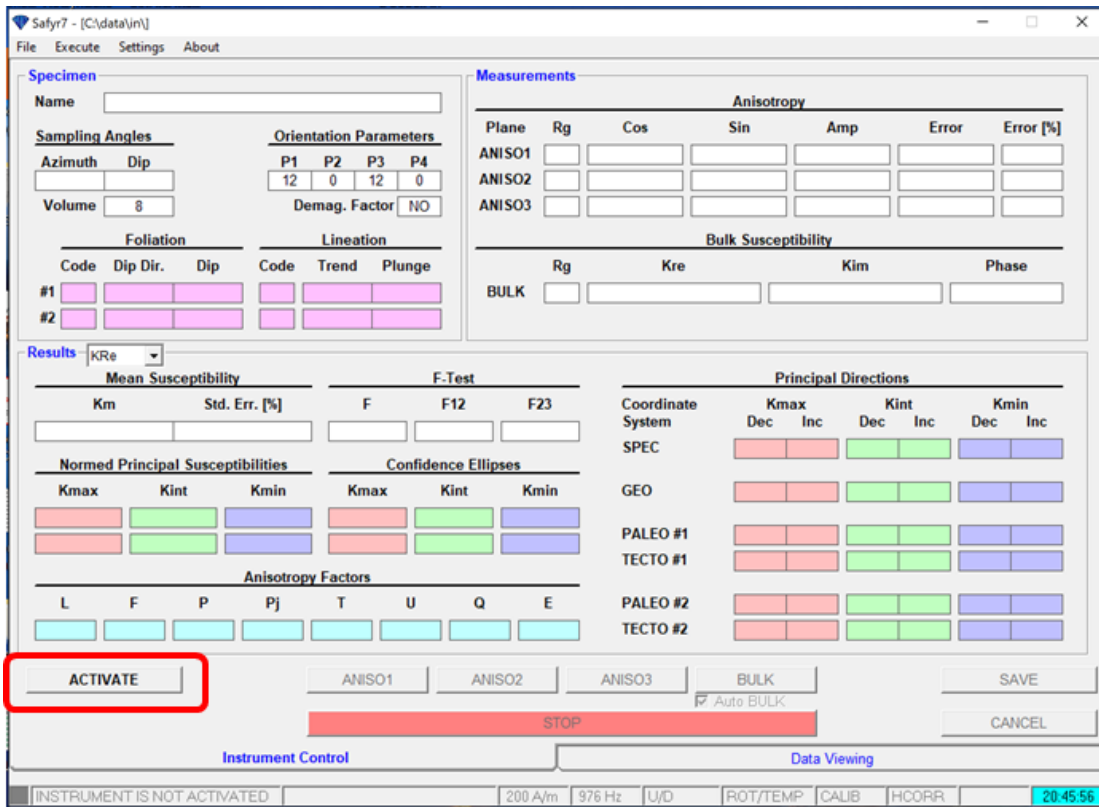 Safyr7 - [C:\data\in\]
File Execute Settings About
Specimen
Name
Sampling Angles Orientation Parameters
Azimuth Dip P1 P2 P3 P4
12 0 12 0
Volume 8 Demag. Factor NO
Foliation Lineation
Code Dip Dir. Dip Code Trend Plunge
#1
#2
Measurements
Anisotropy
Plane Rg Cos Sin Amp Error Error [%]
ANISO1
ANISO2
ANISO3
Bulk Susceptibility
Rg Kre Kim Phase
BULK
Results KRe
Mean Susceptibility F-Test
Km Std. Err. [%] F F12 F23
Normed Principal Susceptibilities Confidence Ellipses
Kmax Kint Kmin Kmax Kint Kmin
Anisotropy Factors
L F P Pj T U Q E
Principal Directions
Coordinate System Kmax Kint Kmin
Dec Inc Dec Inc Dec Inc
SPEC
GEO
PALEO #1
TECTO #1
PALEO #2
TECTO #2
ACTIVATE ANISO1 ANISO2 ANISO3 BULK SAVE
Auto BULK
STOP CANCEL
Instrument Control Data Viewing
INSTRUMENT IS NOT ACTIVATED 200 A/m 976 Hz U/D ROT/TEMP CALIB HCORR 20:45:56